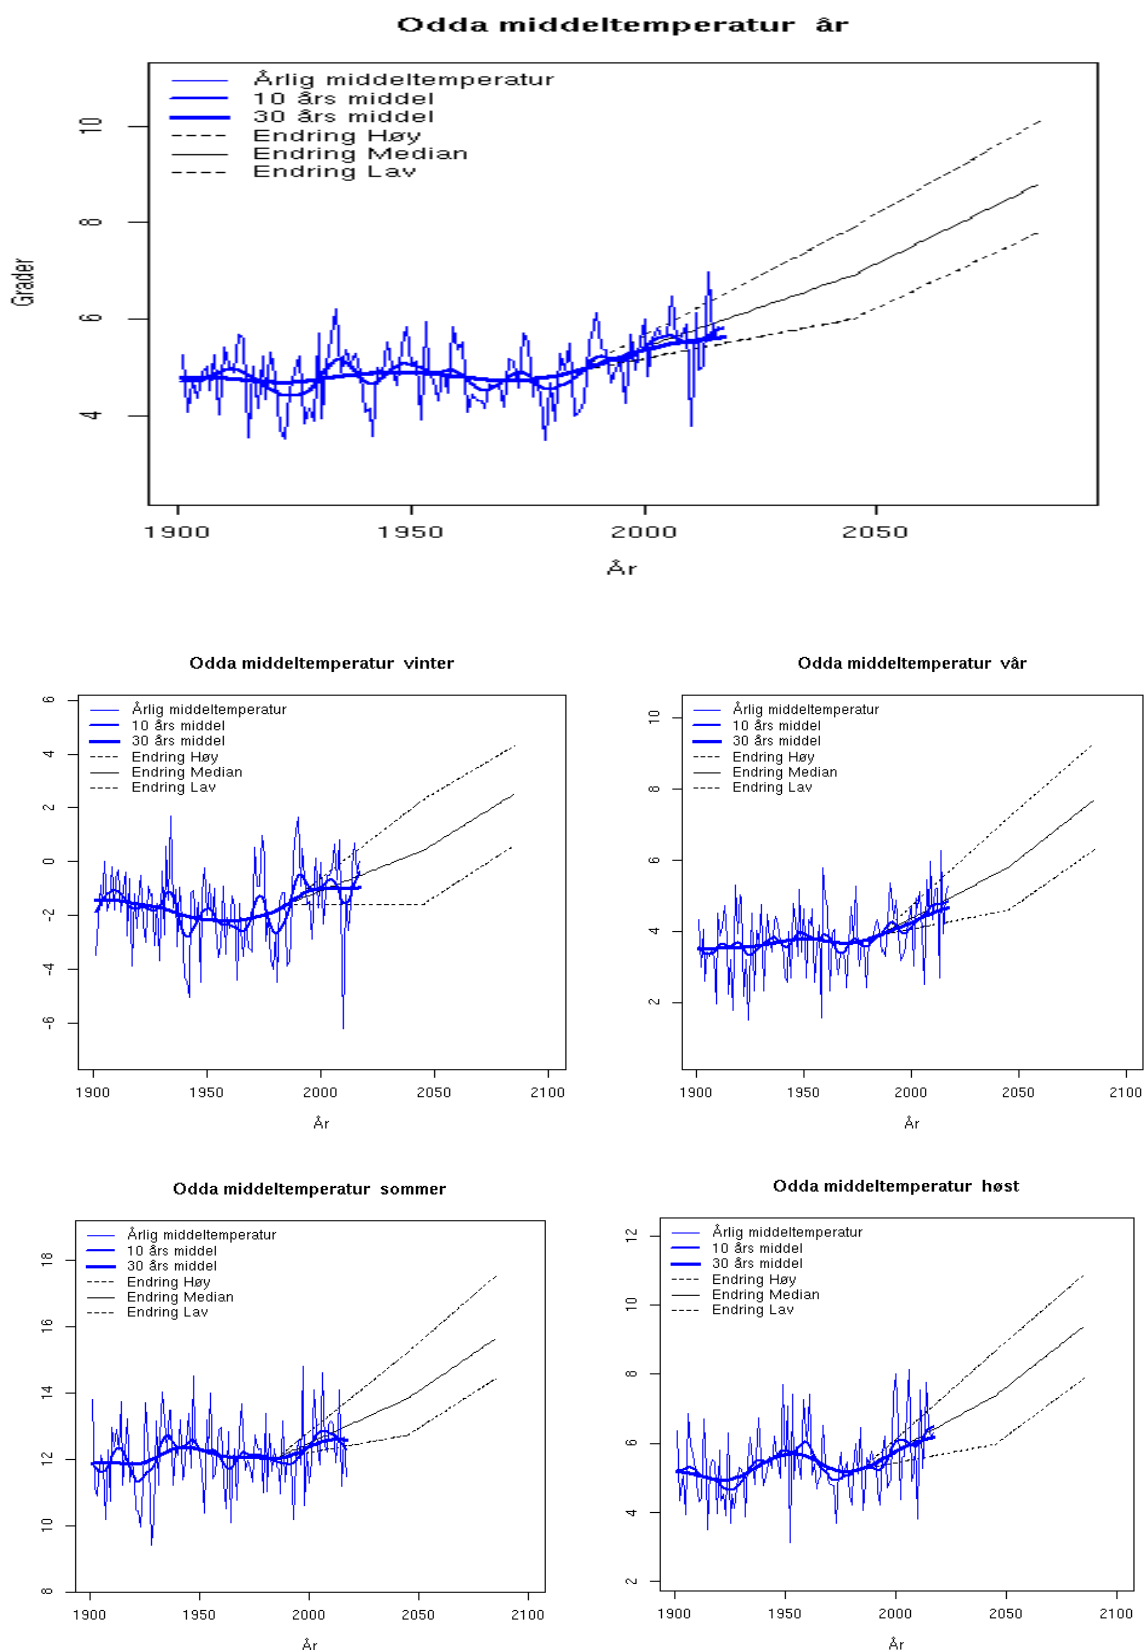 Odda middeltemperatur år
Årlig middeltemperatur
10 års middel
30 års middel
Endring Høy
Endring Median
Endring Lav
Grader
10
8
6
4
1900 1950 2000 2050
År
Odda middeltemperatur vinter
Årlig middeltemperatur
10 års middel
30 års middel
Endring Høy
Endring Median
Endring Lav
6
4
2
0
-2
-4
-6
1900 1950 2000 2050 2100
År
Odda middeltemperatur vår
Årlig middeltemperatur
10 års middel
30 års middel
Endring Høy
Endring Median
Endring Lav
10
8
6
4
2
1900 1950 2000 2050 2100
År
Odda middeltemperatur sommer
Årlig middeltemperatur
10 års middel
30 års middel
Endring Høy
Endring Median
Endring Lav
18
16
14
12
10
8
1900 1950 2000 2050 2100
År
Odda middeltemperatur høst
Årlig middeltemperatur
10 års middel
30 års middel
Endring Høy
Endring Median
Endring Lav
12
10
8
6
4
2
1900 1950 2000 2050 2100
År